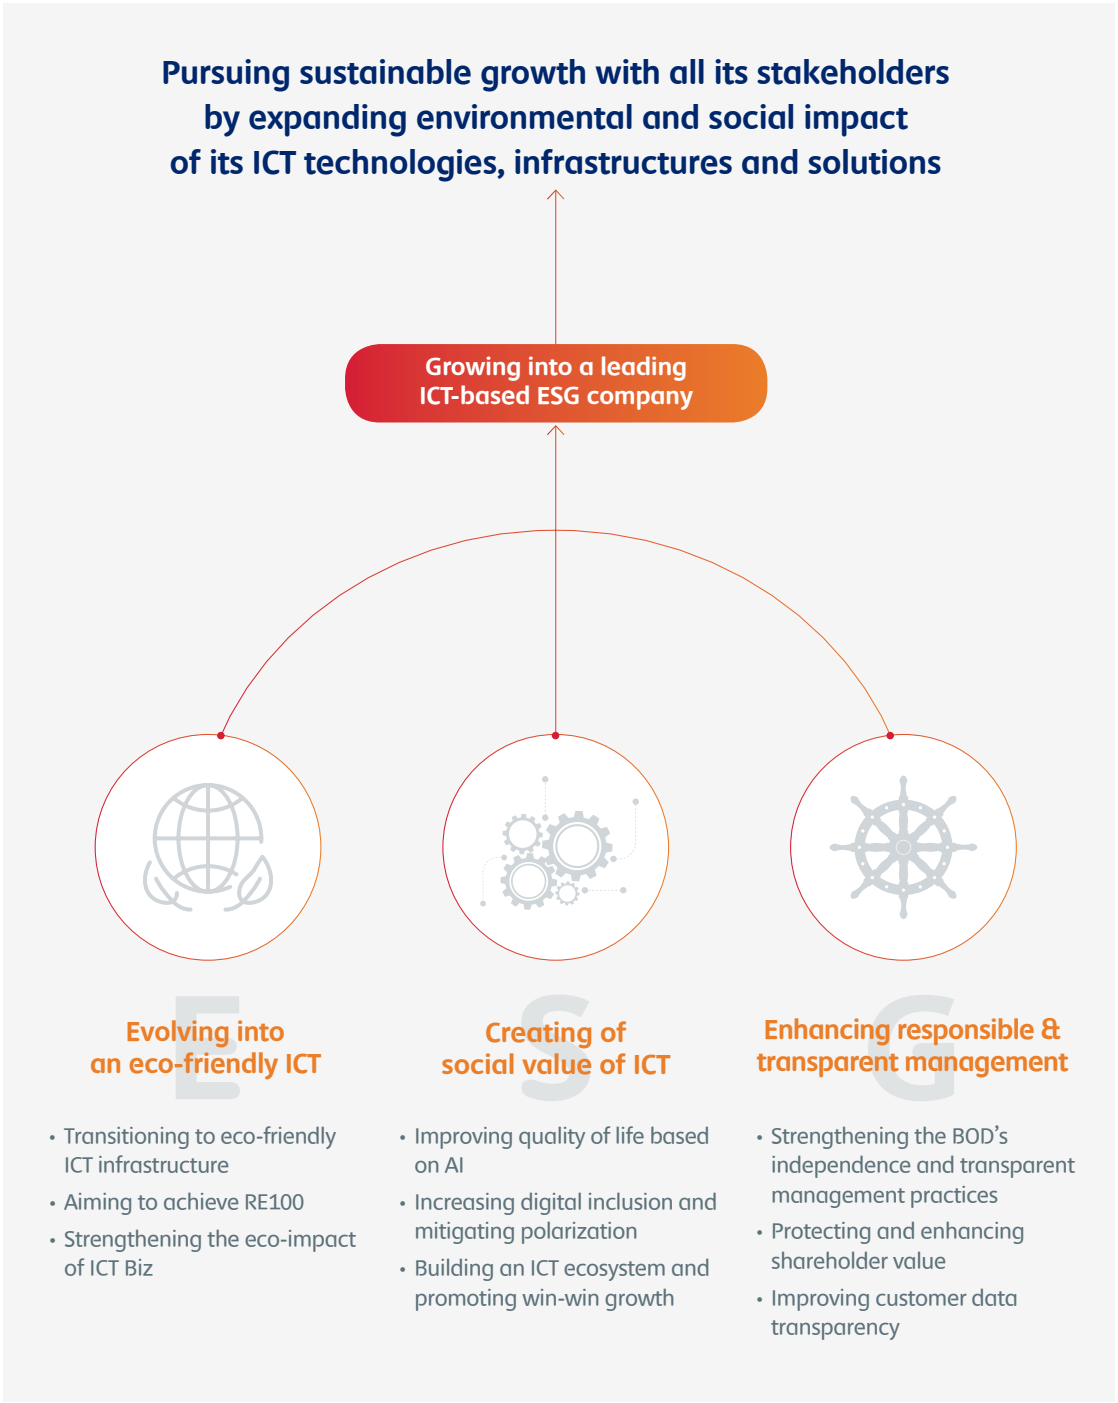 Pursuing sustainable growth with all its stakeholders
by expanding environmental and social impact
of its ICT technologies, infrastructures and solutions
Growing into a leading
ICT-based ESG company
E
Evolving into
an eco-friendly ICT
• Transitioning to eco-friendly
ICT infrastructure
• Aiming to achieve RE100
• Strengthening the eco-impact
of ICT Biz
S
Creating of
social value of ICT
• Improving quality of life based
on AI
• Increasing digital inclusion and
mitigating polarization
• Building an ICT ecosystem and
promoting win-win growth
G
Enhancing responsible &
transparent management
• Strengthening the BOD's
independence and transparent
management practices
• Protecting and enhancing
shareholder value
• Improving customer data
transparency